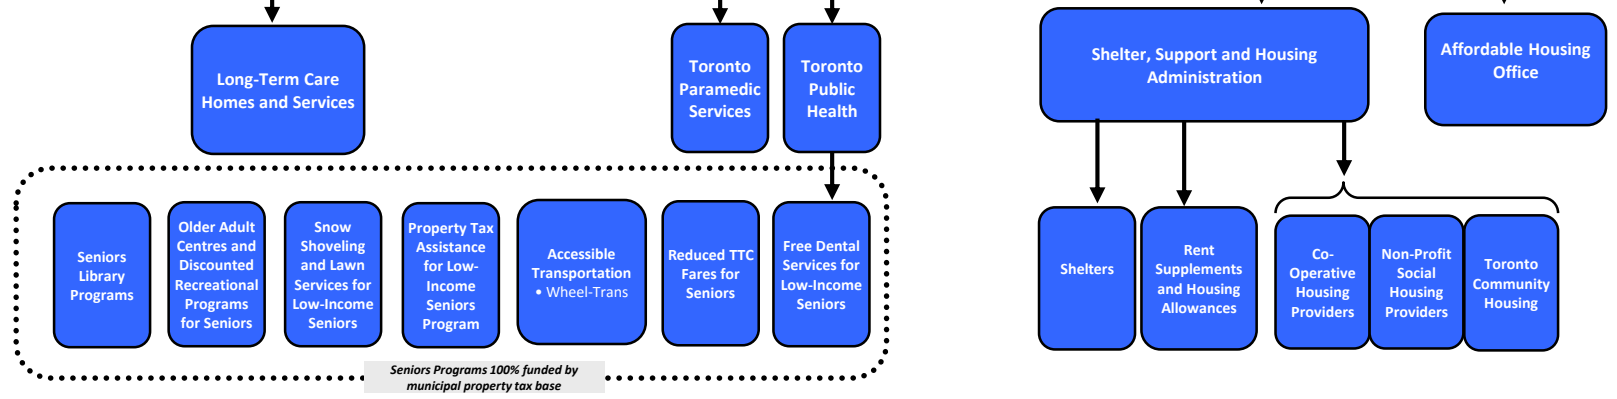 Long-Term Care
Homes and Services
Toronto
Paramedic
Services
Toronto
Public
Health
Shelter, Support and Housing
Administration
Affordable Housing
Office
Seniors
Library
Programs
Older Adult
Centres and
Discounted
Recreational
Programs
for Seniors
Snow
Shoveling
and Lawn
Services for
Low-Income
Seniors
Property Tax
Assistance
for Low-
Income
Seniors
Program
Accessible
Transportation
• Wheel-Trans
Reduced TTC
Fares for
Seniors
Free Dental
Services for
Low-Income
Seniors
Shelters
Rent
Supplements
and Housing
Allowances
Co-
Operative
Housing
Providers
Non-Profit
Social
Housing
Providers
Toronto
Community
Housing
Seniors Programs 100% funded by
municipal property tax base